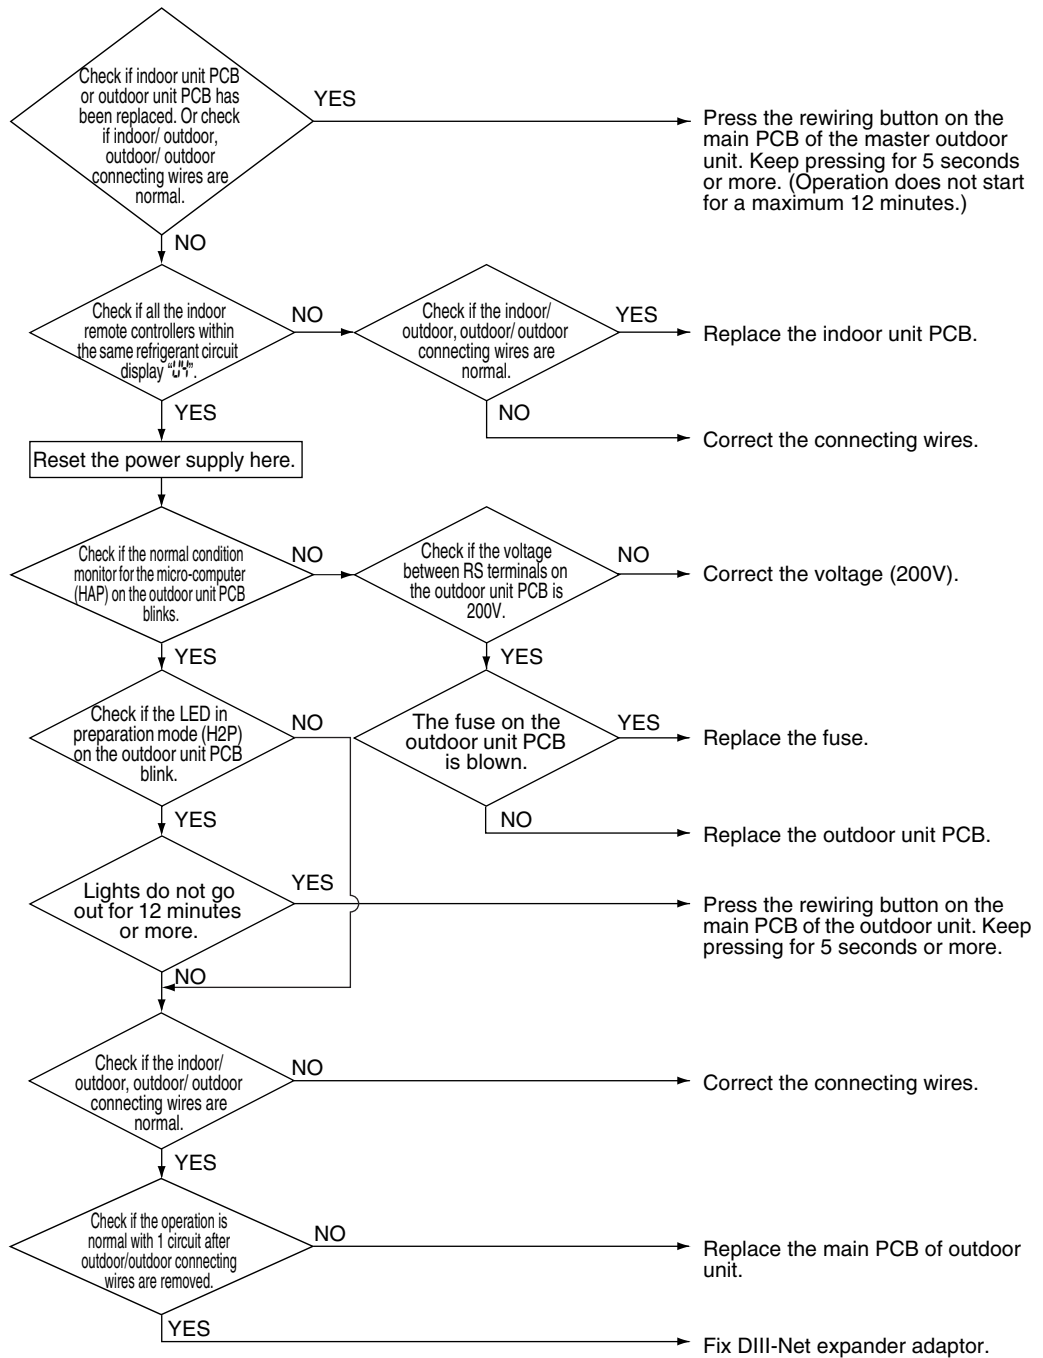 Check if indoor unit PCB
or outdoor unit PCB has
been replaced. Or check
if indoor/ outdoor,
outdoor/ outdoor
connecting wires are
normal.
YES
Press the rewiring button on the
main PCB of the master outdoor
unit. Keep pressing for 5 seconds
or more. (Operation does not start
for a maximum 12 minutes.)
NO
Check if all the indoor
remote controllers within
the same refrigerant circuit
display “U4”.
NO
Check if the indoor/
outdoor, outdoor/ outdoor
connecting wires are
normal.
YES
Replace the indoor unit PCB.
YES
NO
Correct the connecting wires.
Reset the power supply here.
Check if the normal condition
monitor for the micro-computer
(HAP) on the outdoor unit PCB
blinks.
NO
Check if the voltage
between RS terminals on
the outdoor unit PCB is
200V.
NO
Correct the voltage (200V).
YES
YES
Check if the LED in
preparation mode (H2P)
on the outdoor unit PCB
blink.
NO
The fuse on the
outdoor unit PCB
is blown.
YES
Replace the fuse.
YES
NO
Replace the outdoor unit PCB.
Lights do not go
out for 12 minutes
or more.
YES
Press the rewiring button on the
main PCB of the outdoor unit. Keep
pressing for 5 seconds or more.
NO
Check if the indoor/
outdoor, outdoor/ outdoor
connecting wires are
normal.
NO
Correct the connecting wires.
YES
Check if the operation is
normal with 1 circuit after
outdoor/outdoor connecting
wires are removed.
NO
Replace the main PCB of outdoor
unit.
YES
Fix DIII-Net expander adaptor.